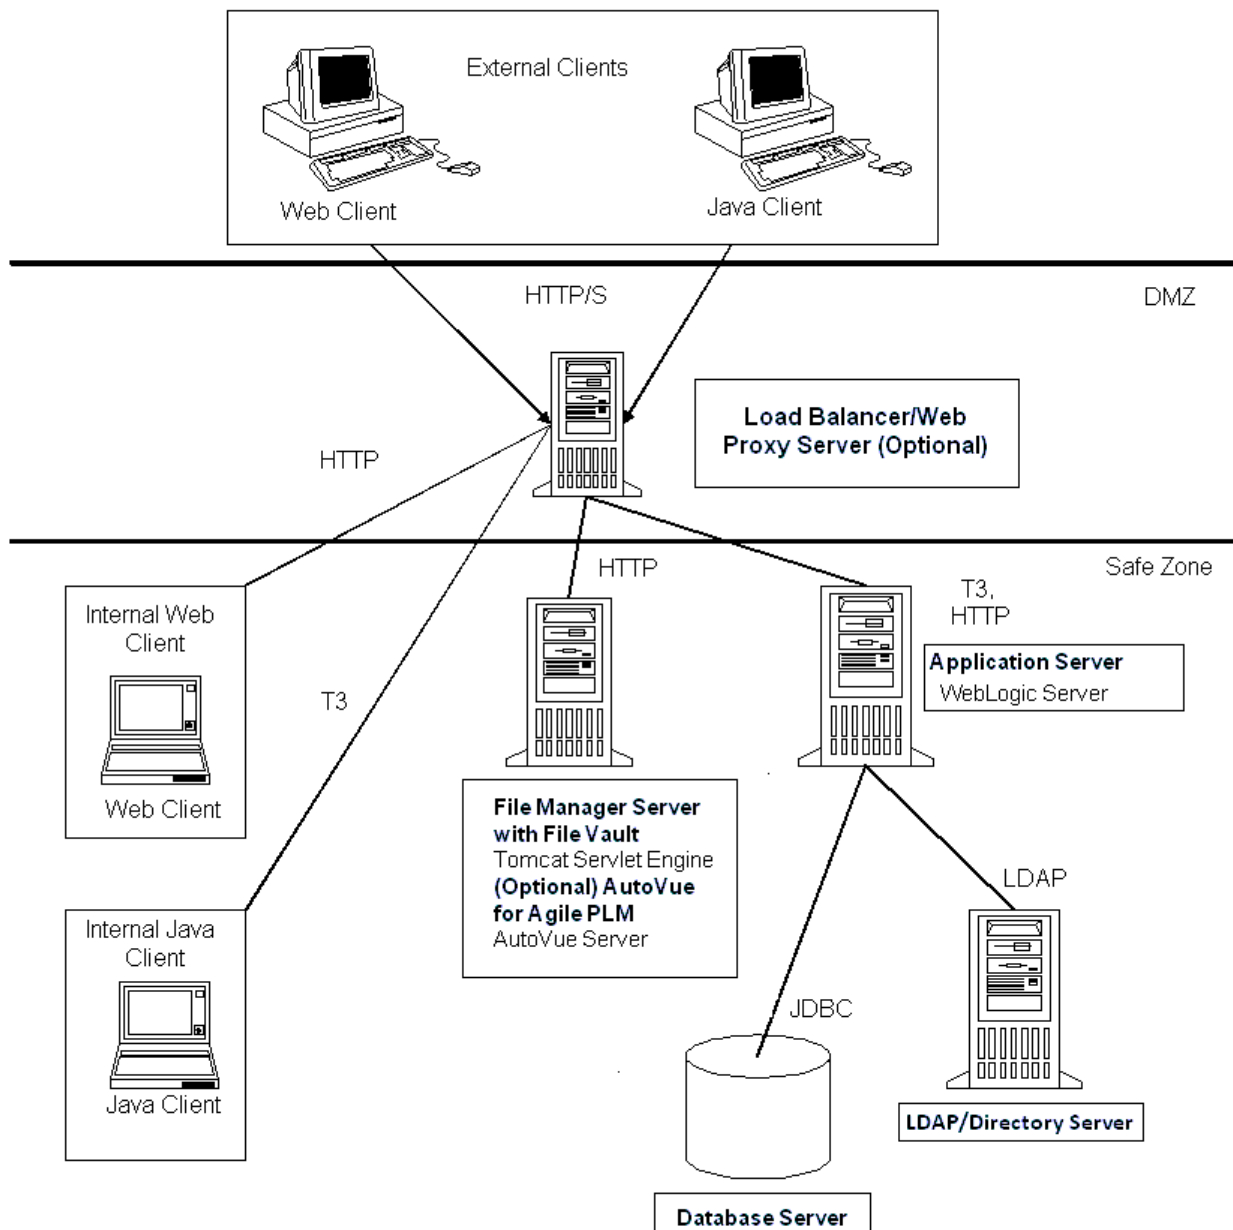 External Clients
Web Client
Java Client
HTTP/S
DMZ
Load Balancer/Web
Proxy Server (Optional)
HTTP
HTTP
Safe Zone
T3,
HTTP
Internal Web
Client
Application Server
WebLogic Server
T3
Web Client
File Manager Server
with File Vault
Tomcat Servlet Engine
(Optional) AutoVue
for Agile PLM
AutoVue Server
LDAP
Internal Java
Client
JDBC
Java Client
LDAP/Directory Server
Database Server